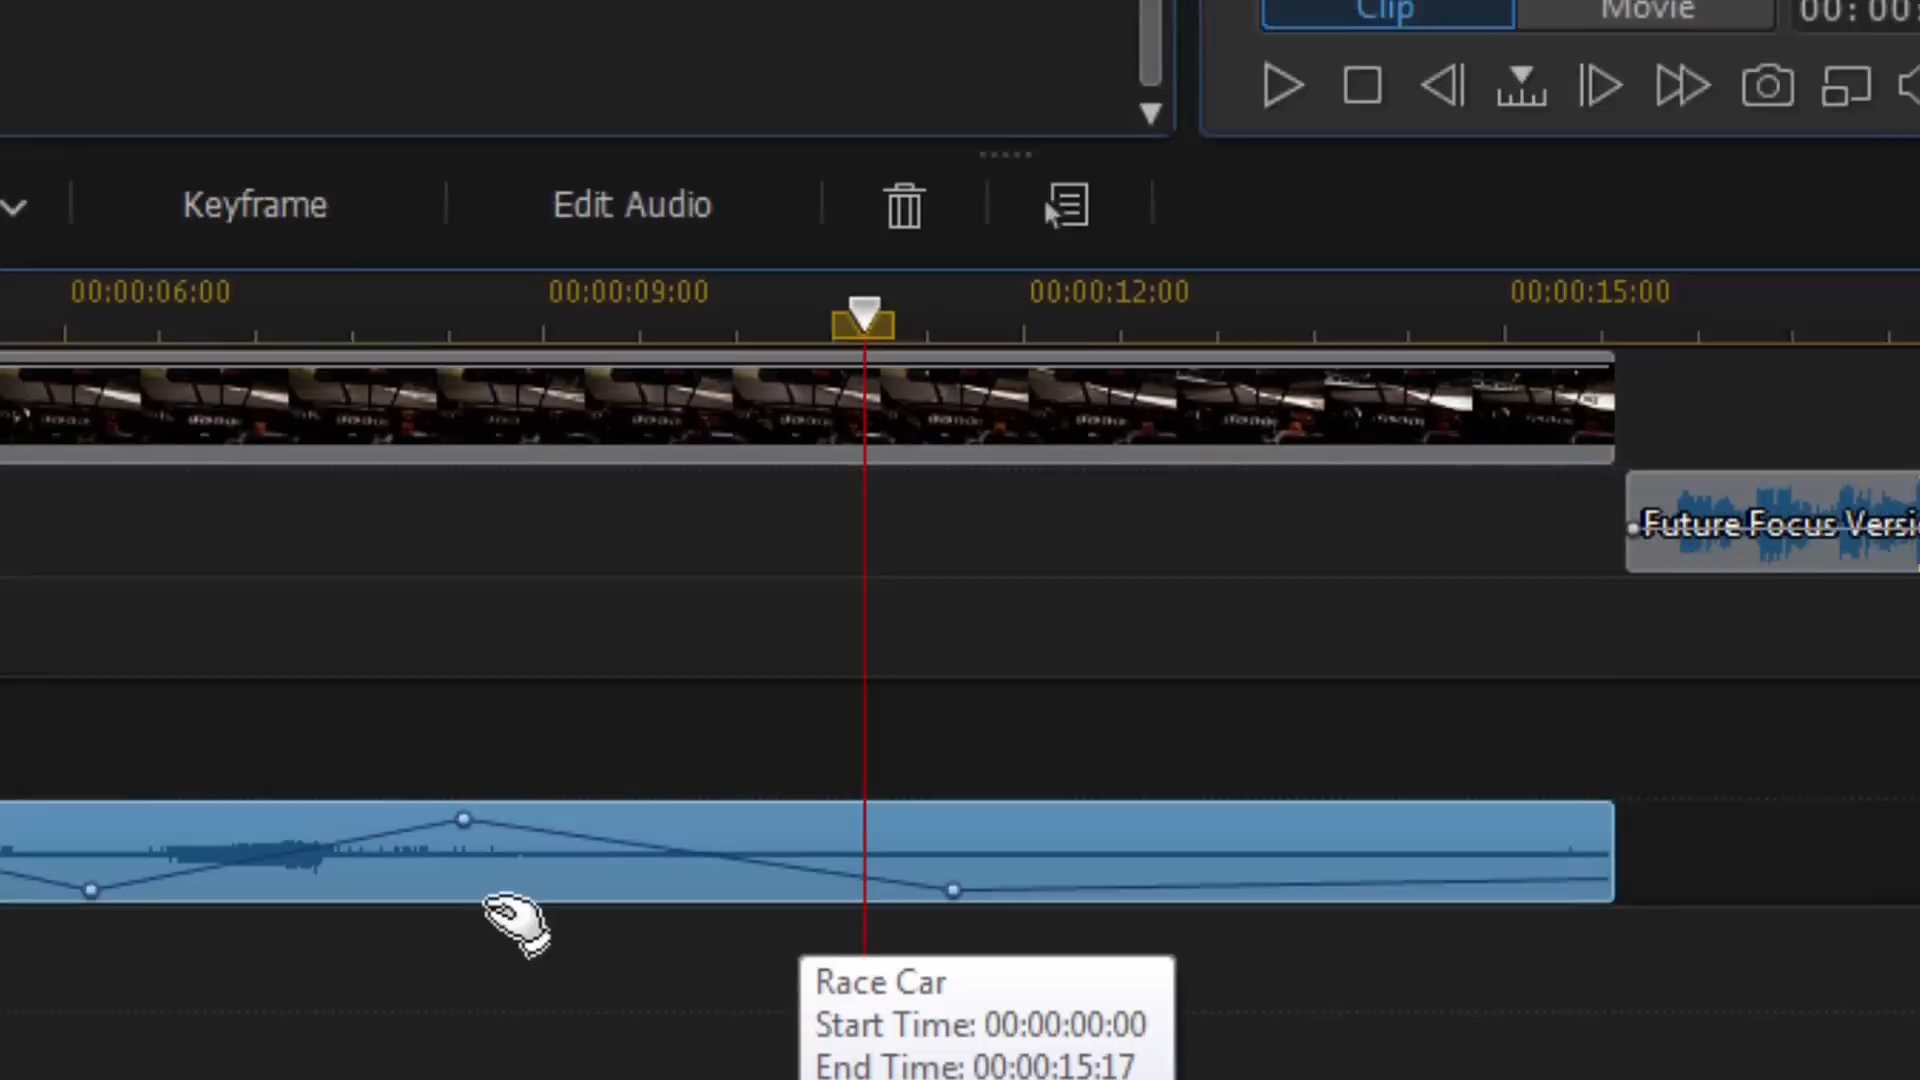 Clip Movie 00:00:
Keyframe Edit Audio
00:00:06:00 00:00:09:00 00:00:12:00 00:00:15:00
Future Focus Versi
Race Car
Start Time: 00:00:00:00
End Time: 00:00:15:17